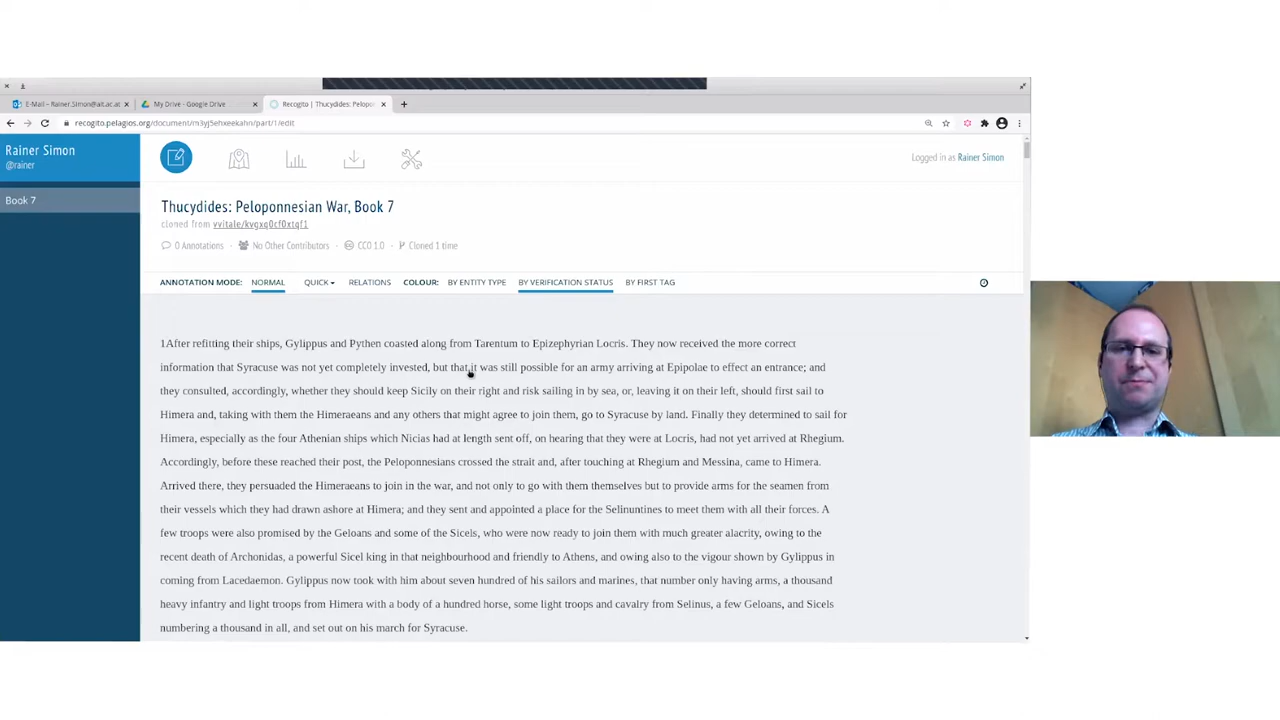 E-Mail – Rainer.Simon@ait.ac.at
My Drive - Google Drive
Recogito | Thucydides: Pelopon
recogito.pelagios.org/document/m3yj5ehxeekahn/part/1/edit
Rainer Simon
@rainer
Logged in as Rainer Simon
Book 7
Thucydides: Peloponnesian War, Book 7
cloned from vvitale/kvgxq0cf0xtqf1
0 Annotations · No Other Contributors · CC0 1.0 · Cloned 1 time
ANNOTATION MODE: NORMAL QUICK RELATIONS COLOUR: BY ENTITY TYPE BY VERIFICATION STATUS BY FIRST TAG
1After refitting their ships, Gylippus and Pythen coasted along from Tarentum to Epizephyrian Locris. They now received the more correct
information that Syracuse was not yet completely invested, but that it was still possible for an army arriving at Epipolae to effect an entrance; and
they consulted, accordingly, whether they should keep Sicily on their right and risk sailing in by sea, or, leaving it on their left, should first sail to
Himera and, taking with them the Himeraeans and any others that might agree to join them, go to Syracuse by land. Finally they determined to sail for
Himera, especially as the four Athenian ships which Nicias had at length sent off, on hearing that they were at Locris, had not yet arrived at Rhegium.
Accordingly, before these reached their post, the Peloponnesians crossed the strait and, after touching at Rhegium and Messina, came to Himera.
Arrived there, they persuaded the Himeraeans to join in the war, and not only to go with them themselves but to provide arms for the seamen from
their vessels which they had drawn ashore at Himera; and they sent and appointed a place for the Selinuntines to meet them with all their forces. A
few troops were also promised by the Geloans and some of the Sicels, who were now ready to join them with much greater alacrity, owing to the
recent death of Archonidas, a powerful Sicel king in that neighbourhood and friendly to Athens, and owing also to the vigour shown by Gylippus in
coming from Lacedaemon. Gylippus now took with him about seven hundred of his sailors and marines, that number only having arms, a thousand
heavy infantry and light troops from Himera with a body of a hundred horse, some light troops and cavalry from Selinus, a few Geloans, and Sicels
numbering a thousand in all, and set out on his march for Syracuse.